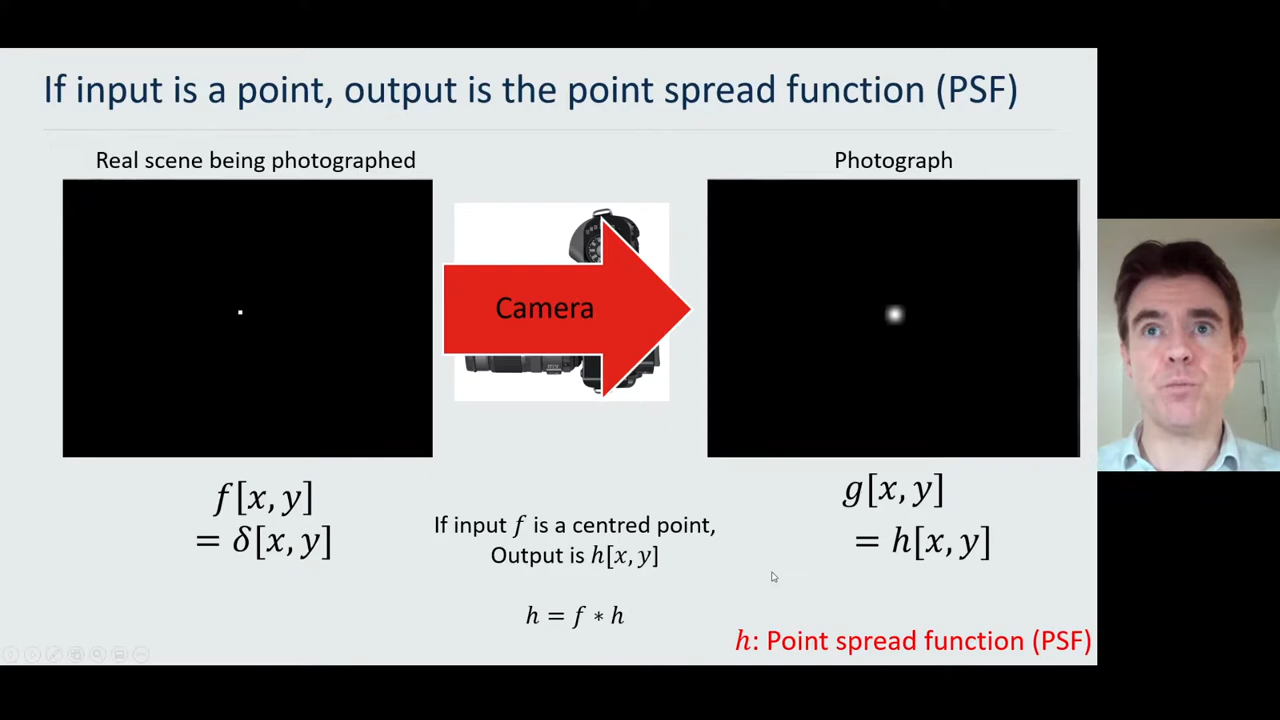 If input is a point, output is the point spread function (PSF)
Real scene being photographed
Photograph
Camera
f[x, y]
= δ[x, y]
If input f is a centred point,
Output is h[x, y]
h = f ∗ h
g[x, y]
= h[x, y]
h: Point spread function (PSF)